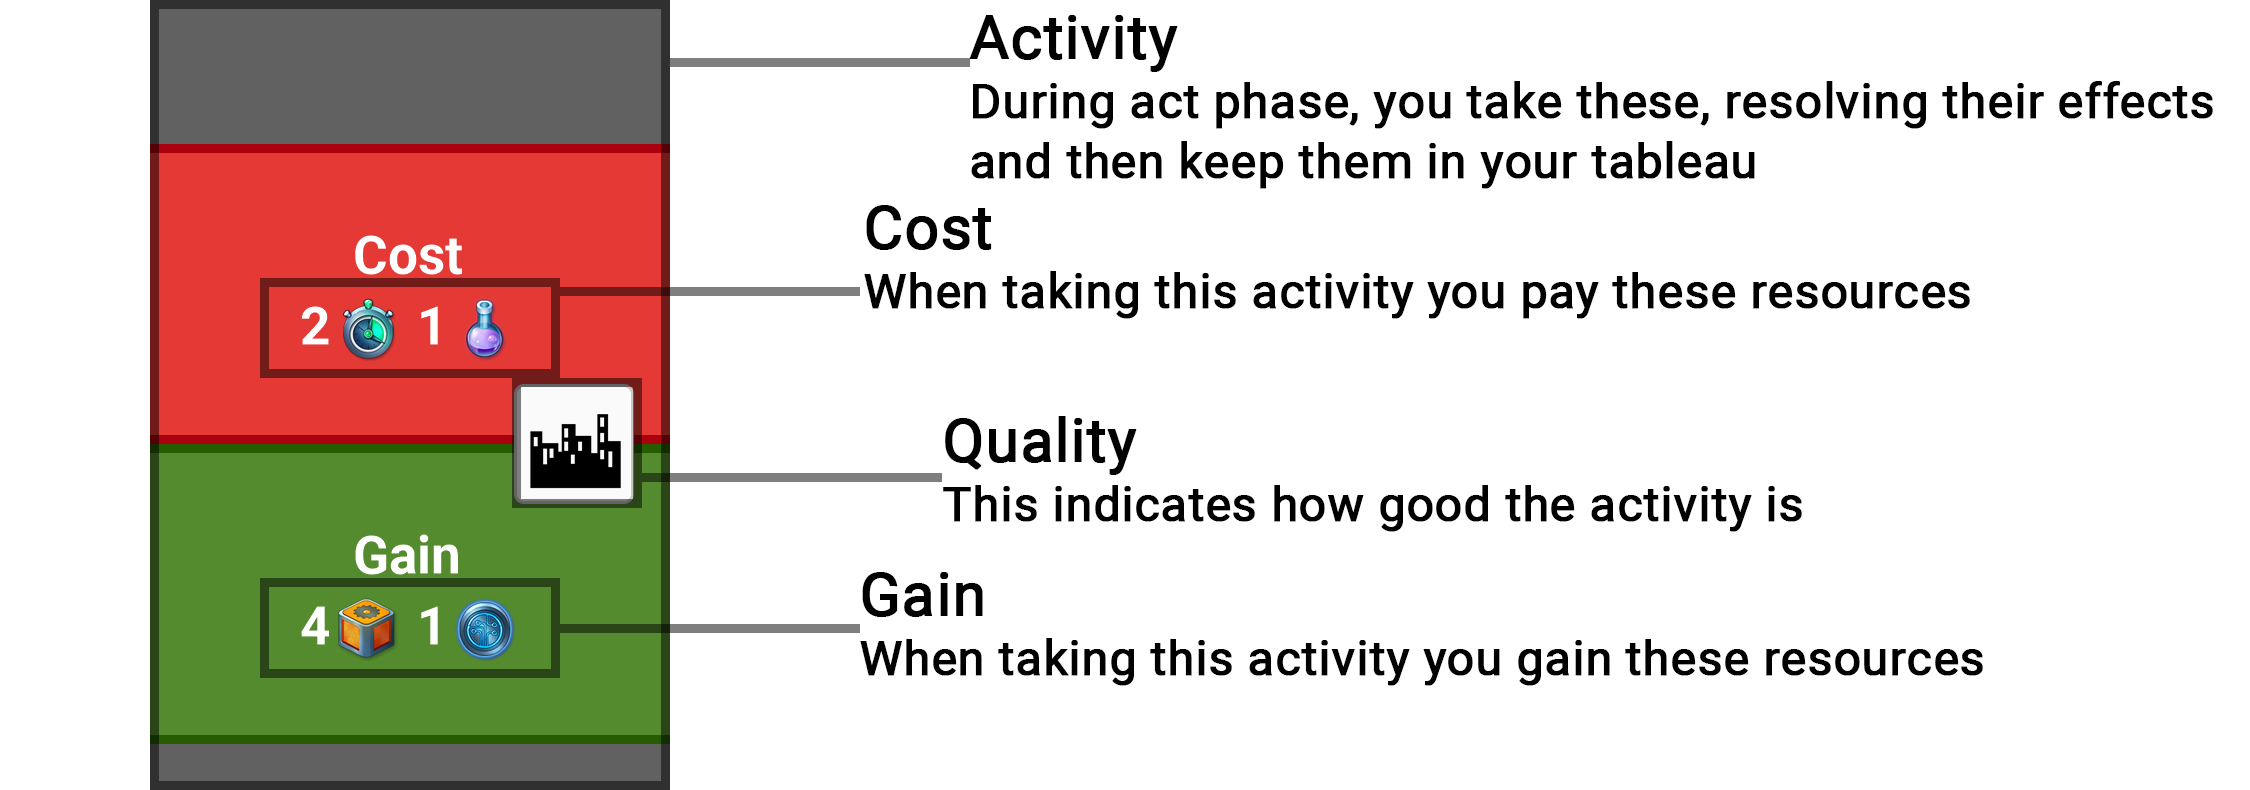 Activity
During act phase, you take these, resolving their effects
and then keep them in your tableau
Cost
When taking this activity you pay these resources
Quality
This indicates how good the activity is
Gain
When taking this activity you gain these resources
Cost
2 1
Gain
4 1